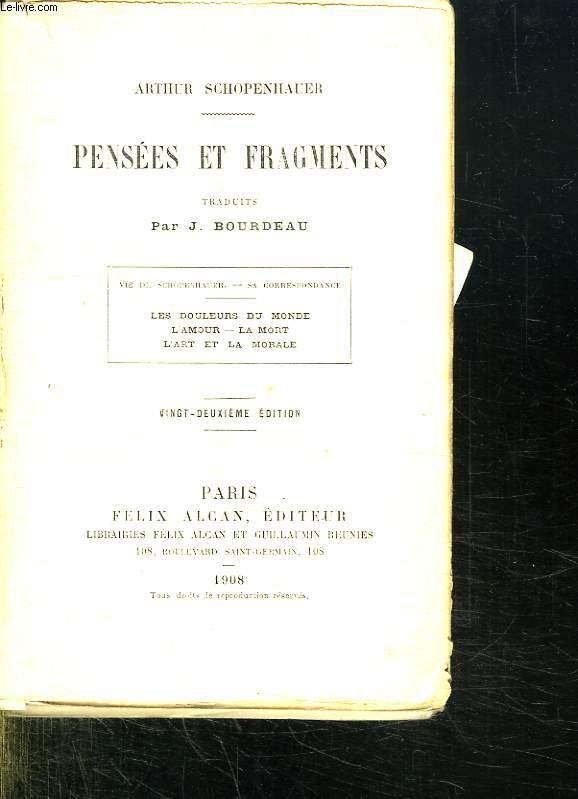 Le-livre.com
ARTHUR SCHOPENHAUER
PENSÉES ET FRAGMENTS
TRADUITS
Par J. BOURDEAU
VIE DE SCHOPENHAUER. — SA CORRESPONDANCE
LES DOULEURS DU MONDE
L'AMOUR — LA MORT
L'ART ET LA MORALE
VINGT-DEUXIÈME ÉDITION
PARIS
FELIX ALCAN, ÉDITEUR
LIBRAIRIES FÉLIX ALCAN ET GUILLAUMIN RÉUNIES
108, BOULEVARD SAINT-GERMAIN, 108
1908
Tous droits de reproduction réservés.